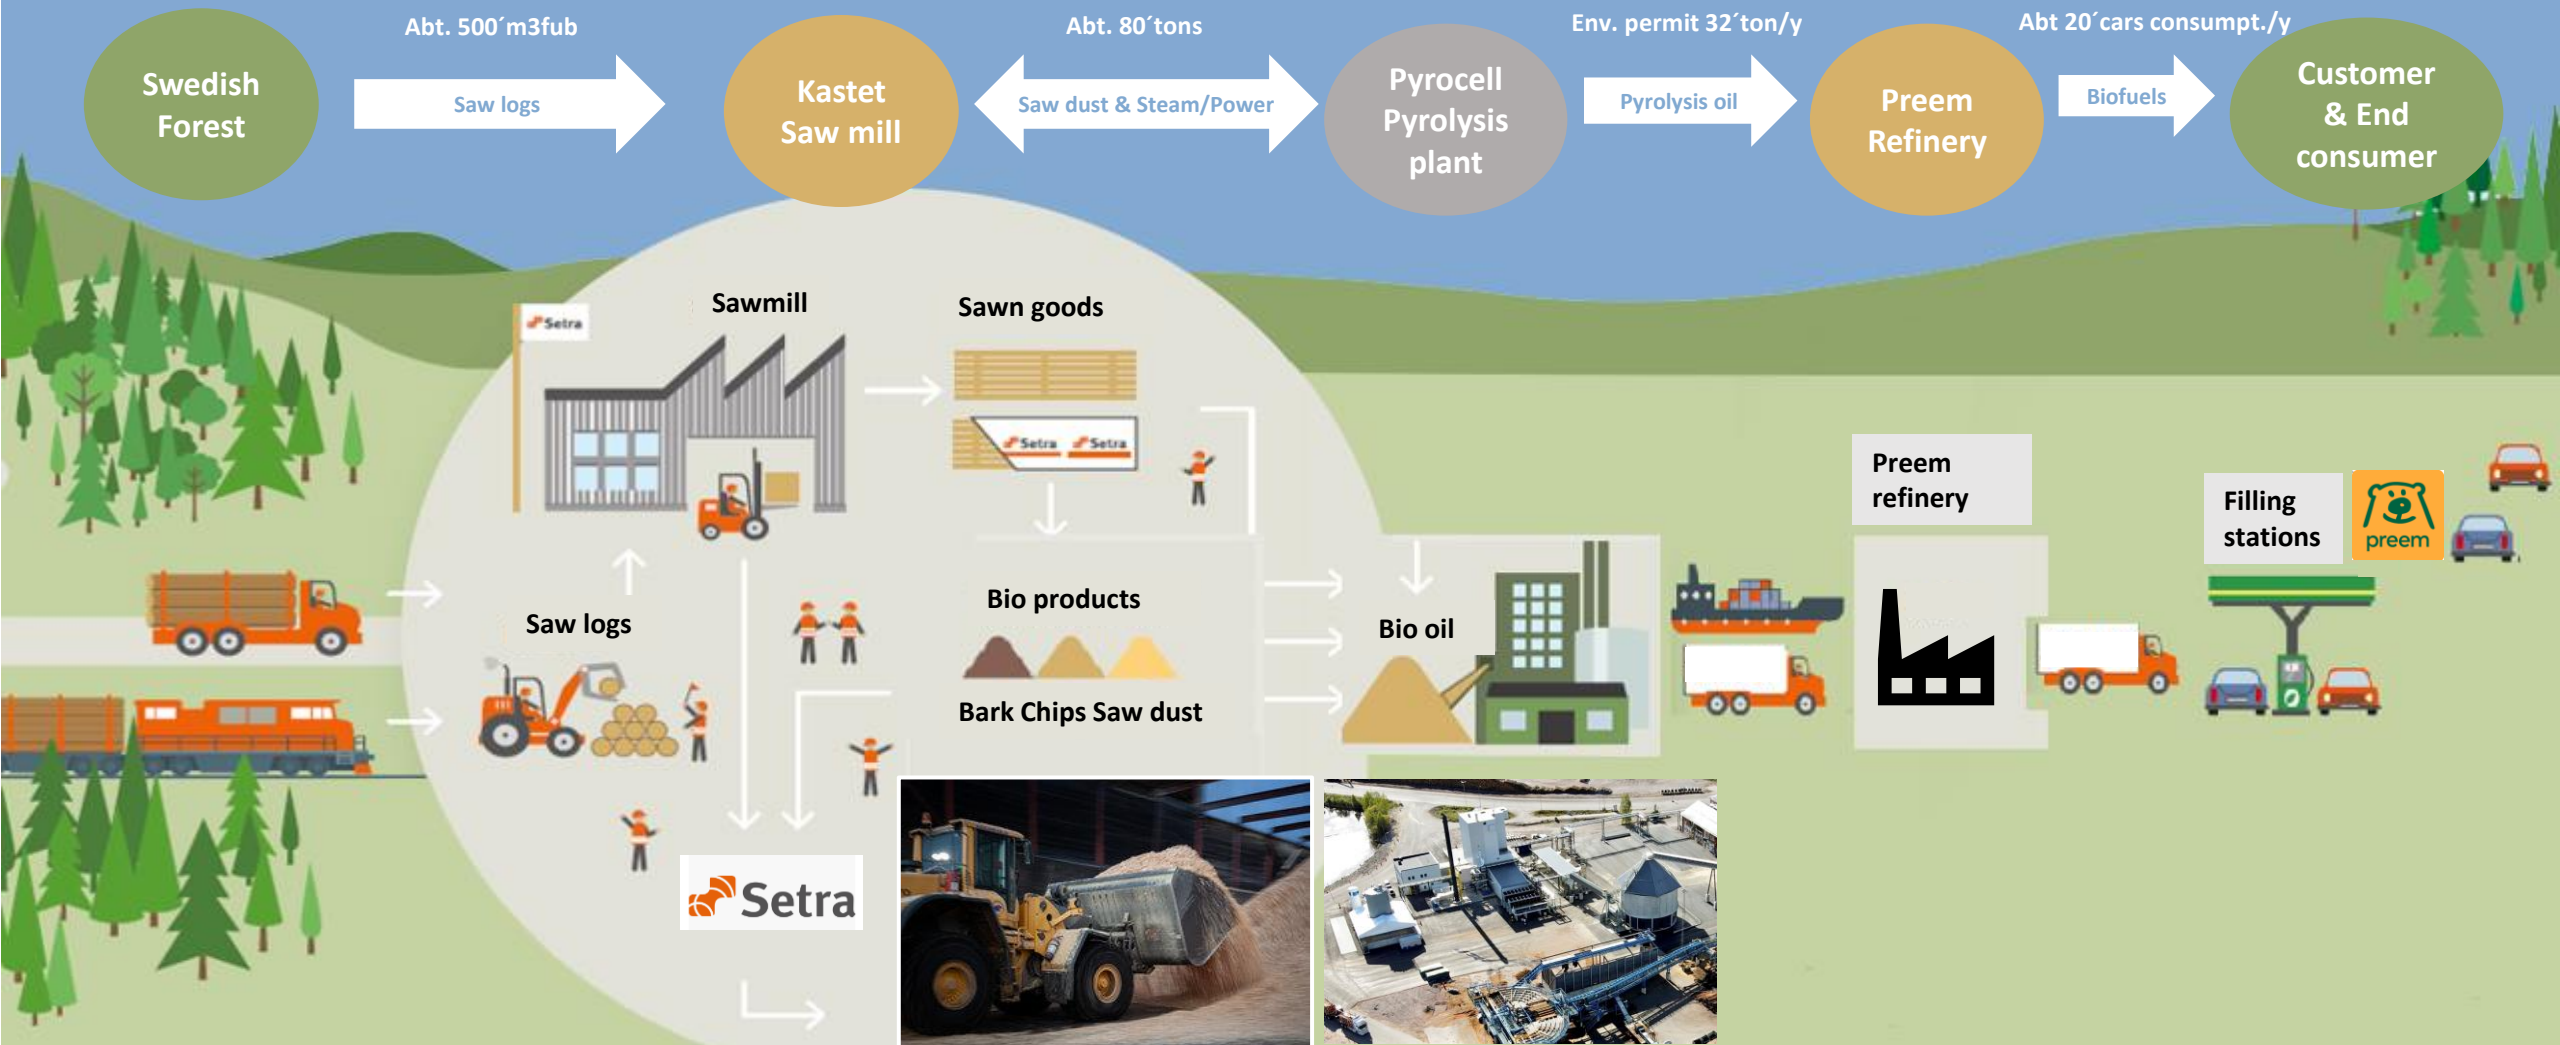 Abt. 500´m3fub
Abt. 80´tons
Env. permit 32´ton/y
Abt 20´cars consumpt./y
Swedish
Forest
Saw logs
Kastet
Saw mill
Saw dust & Steam/Power
Pyrocell
Pyrolysis
plant
Pyrolysis oil
Preem
Refinery
Biofuels
Customer
& End
consumer
Setra
Sawmill
Sawn goods
Setra Setra
Preem
refinery
Filling
stations
preem
Saw logs
Bio products
Bark Chips Saw dust
Bio oil
Setra